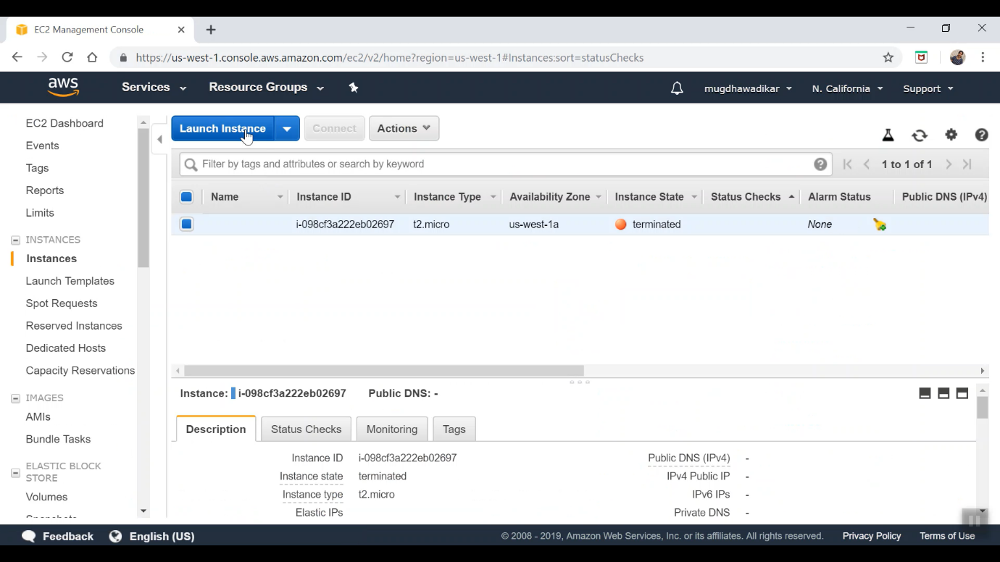 EC2 Management Console
https://us-west-1.console.aws.amazon.com/ec2/v2/home?region=us-west-1#Instances:sort=statusChecks
aws Services Resource Groups mugdhawadikar N. California Support
EC2 Dashboard
Events
Tags
Reports
Limits
INSTANCES
Instances
Launch Templates
Spot Requests
Reserved Instances
Dedicated Hosts
Capacity Reservations
IMAGES
AMIs
Bundle Tasks
ELASTIC BLOCK
STORE
Volumes
Snapshots
Launch Instance Connect Actions
Filter by tags and attributes or search by keyword 1 to 1 of 1
Name Instance ID Instance Type Availability Zone Instance State Status Checks Alarm Status Public DNS (IPv4)
i-098cf3a222eb02697 t2.micro us-west-1a terminated None
Instance: i-098cf3a222eb02697 Public DNS: -
Description Status Checks Monitoring Tags
Instance ID i-098cf3a222eb02697 Public DNS (IPv4) -
Instance state terminated IPv4 Public IP -
Instance type t2.micro IPv6 IPs -
Elastic IPs Private DNS -
Feedback English (US) © 2008 - 2019, Amazon Web Services, Inc. or its affiliates. All rights reserved. Privacy Policy Terms of Use